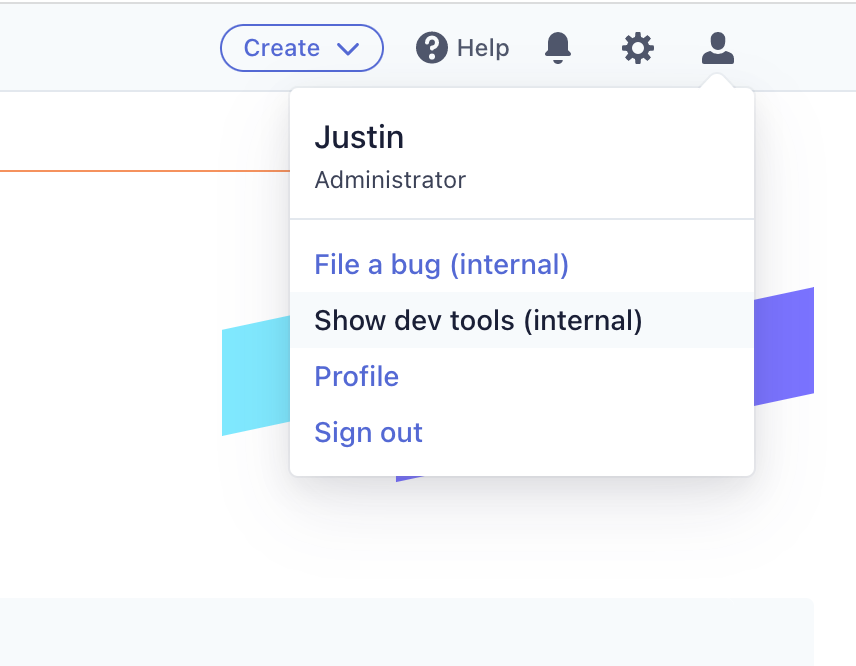 Create
Help
Justin
Administrator
File a bug (internal)
Show dev tools (internal)
Profile
Sign out